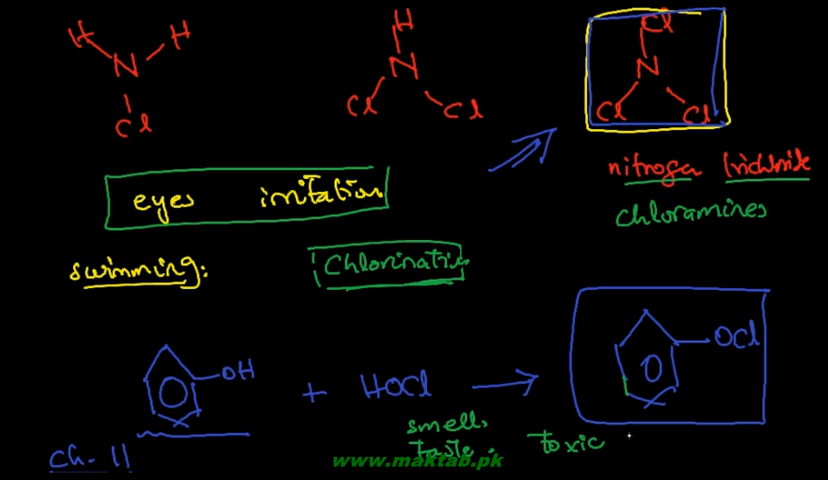 H H H Cl
N N N
Cl Cl Cl Cl Cl
nitrogen trichloride
eyes irritation
chloramines
swimming: Chlorination
OH + HOCl OCl
smell,
Ch-11 taste. toxic
www.maktab.pk